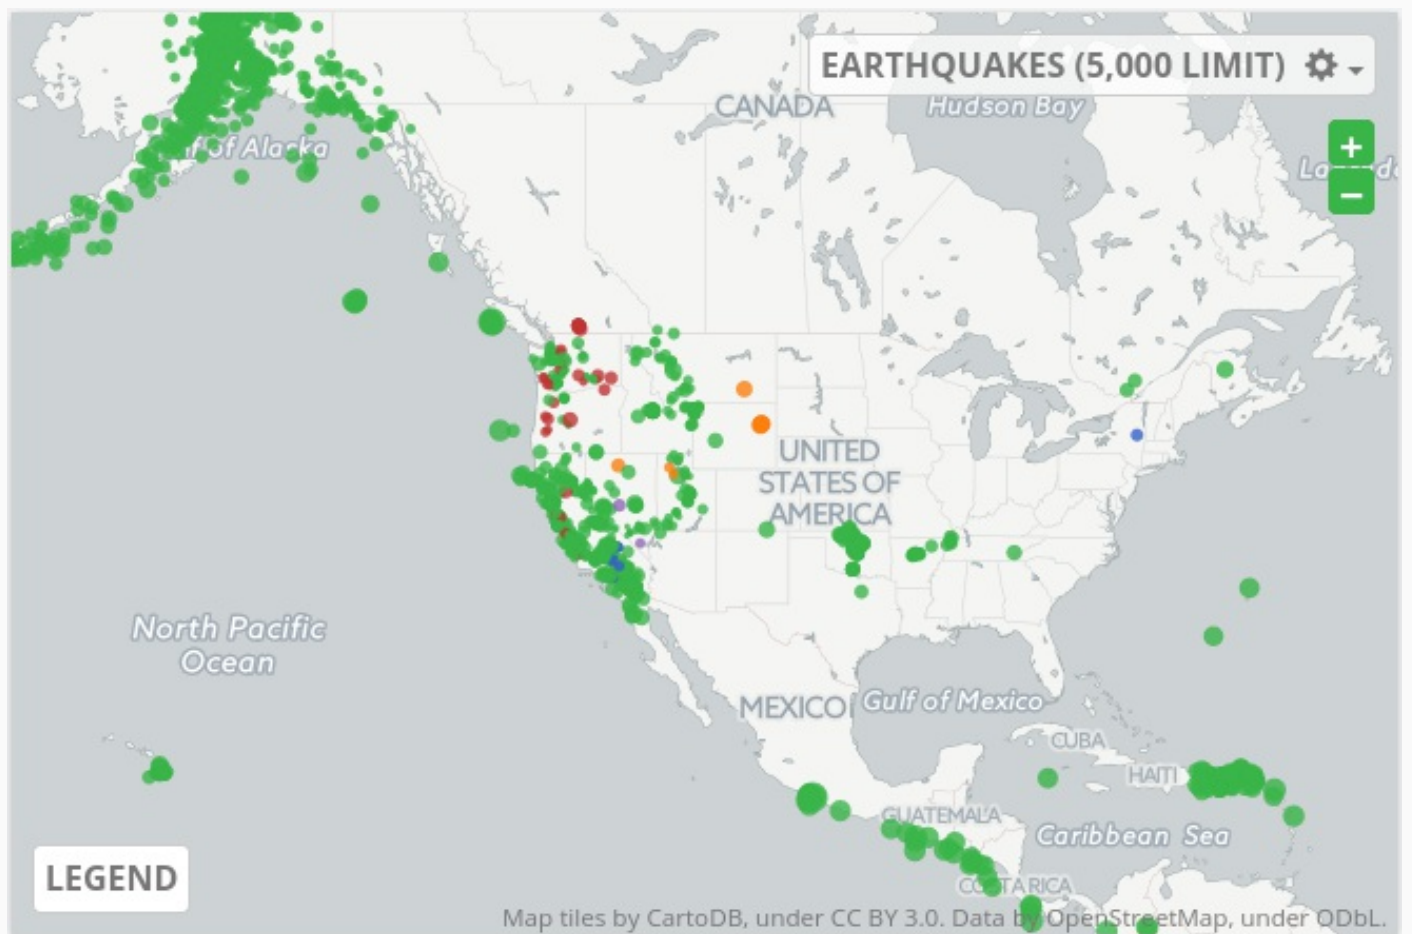 EARTHQUAKES (5,000 LIMIT)
CANADA
Hudson Bay
+
f of Alaska
−
UNITED
STATES OF
AMERICA
North Pacific
Ocean
MEXICO
Gulf of Mexico
CUBA
HAITI
GUATEMALA
Caribbean Sea
LEGEND
COSTA RICA
Map tiles by CartoDB, under CC BY 3.0. Data by OpenStreetMap, under ODbL.